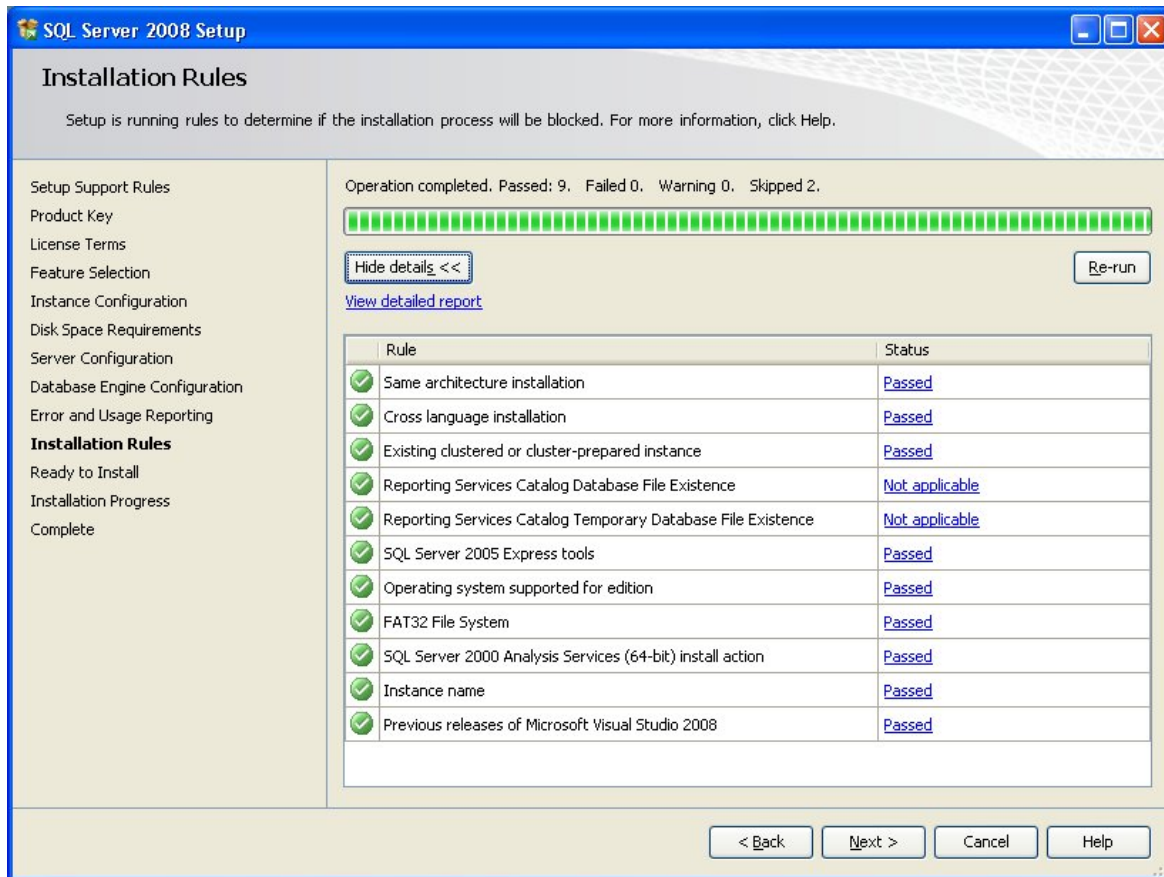 SQL Server 2008 Setup
Installation Rules
Setup is running rules to determine if the installation process will be blocked. For more information, click Help.
Setup Support Rules
Product Key
License Terms
Feature Selection
Instance Configuration
Disk Space Requirements
Server Configuration
Database Engine Configuration
Error and Usage Reporting
Installation Rules
Ready to Install
Installation Progress
Complete
Operation completed. Passed: 9. Failed 0. Warning 0. Skipped 2.
Hide details << Re-run
View detailed report
Rule Status
Same architecture installation Passed
Cross language installation Passed
Existing clustered or cluster-prepared instance Passed
Reporting Services Catalog Database File Existence Not applicable
Reporting Services Catalog Temporary Database File Existence Not applicable
SQL Server 2005 Express tools Passed
Operating system supported for edition Passed
FAT32 File System Passed
SQL Server 2000 Analysis Services (64-bit) install action Passed
Instance name Passed
Previous releases of Microsoft Visual Studio 2008 Passed
< Back Next > Cancel Help